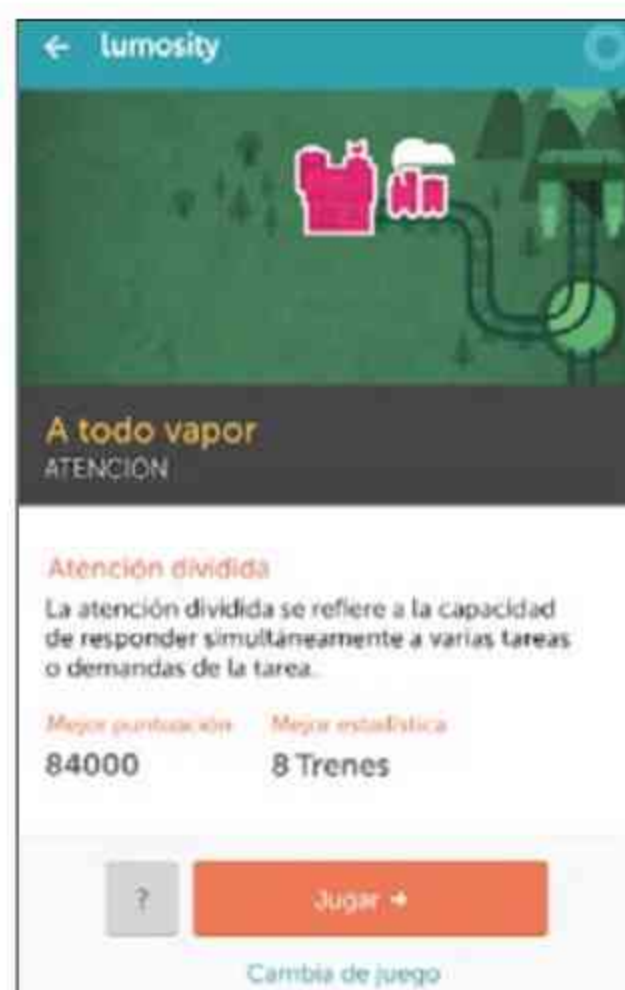 ← lumosity
A todo vapor
ATENCIÓN
Atención dividida
La atención dividida se refiere a la capacidad
de responder simultáneamente a varias tareas
o demandas de la tarea.
Mejor puntuación Mejor estadística
84000 8 Trenes
? Jugar →
Cambia de juego